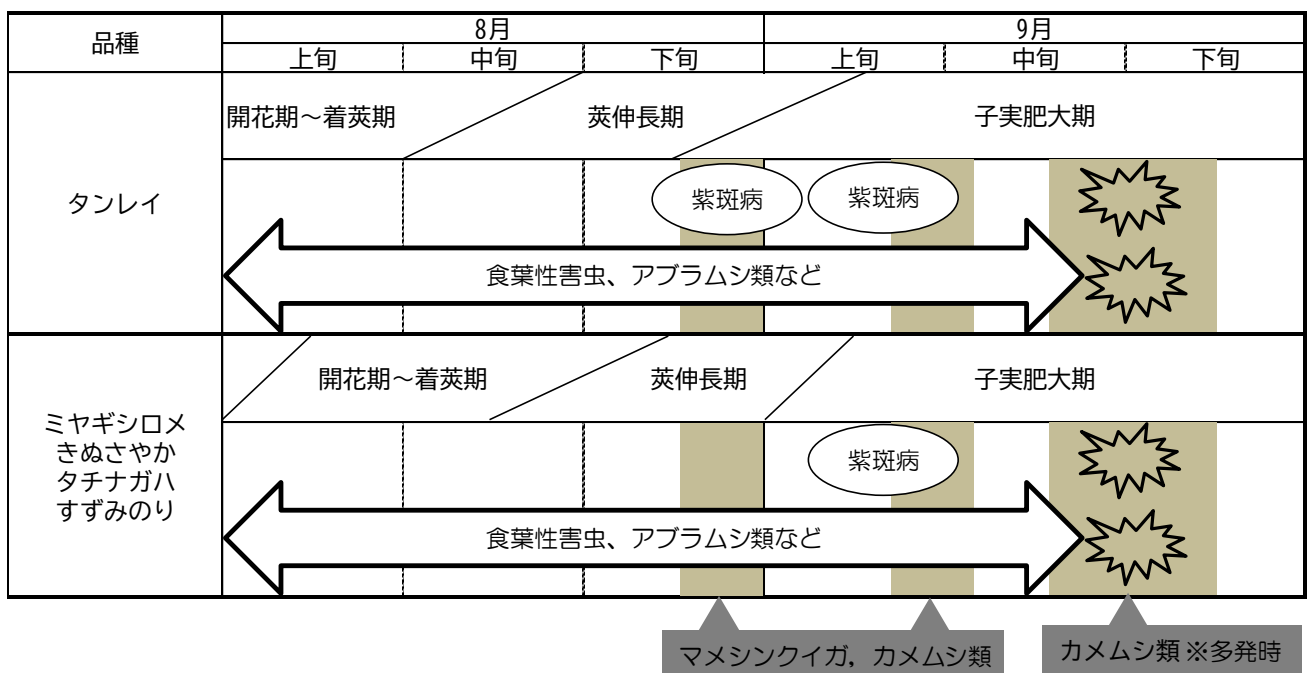 品種
8月
9月
上旬
中旬
下旬
上旬
中旬
下旬
開花期～着莢期
莢伸長期
子実肥大期
タンレイ
紫斑病
紫斑病
食葉性害虫、アブラムシ類など
開花期～着莢期
莢伸長期
子実肥大期
ミヤギシロメ
きぬさやか
タチナガハ
すずみのり
紫斑病
食葉性害虫、アブラムシ類など
マメシンクイガ，カメムシ類
カメムシ類※多発時